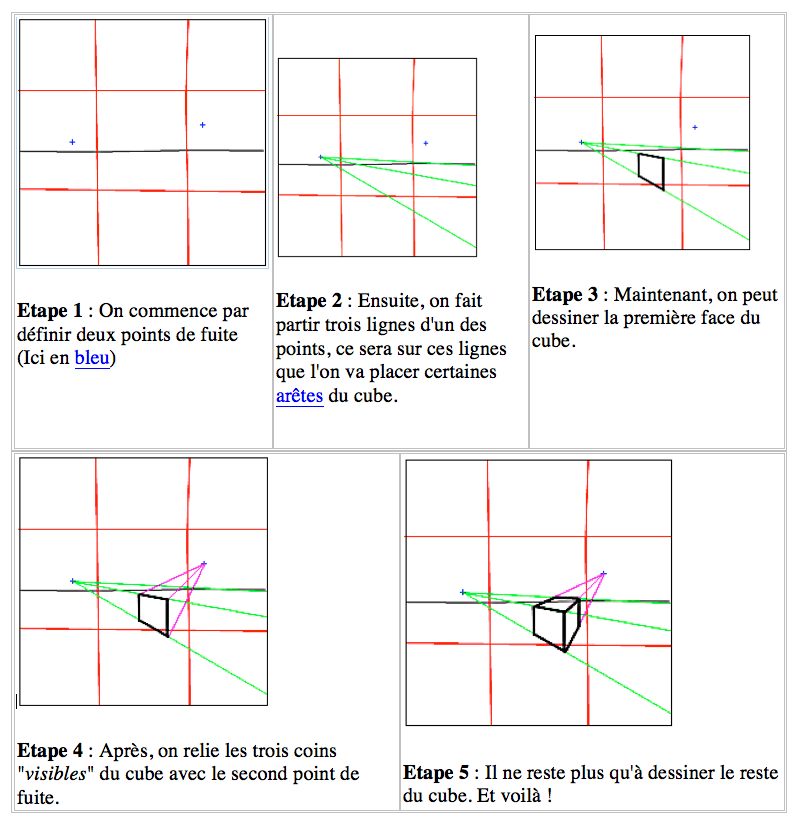 Etape 1 : On commence par
définir deux points de fuite
(Ici en bleu)
Etape 2 : Ensuite, on fait
partir trois lignes d'un des
points, ce sera sur ces lignes
que l'on va placer certaines
arêtes du cube.
Etape 3 : Maintenant, on peut
dessiner la première face du
cube.
Etape 4 : Après, on relie les trois coins
"visibles" du cube avec le second point de
fuite.
Etape 5 : Il ne reste plus qu'à dessiner le reste
du cube. Et voilà !